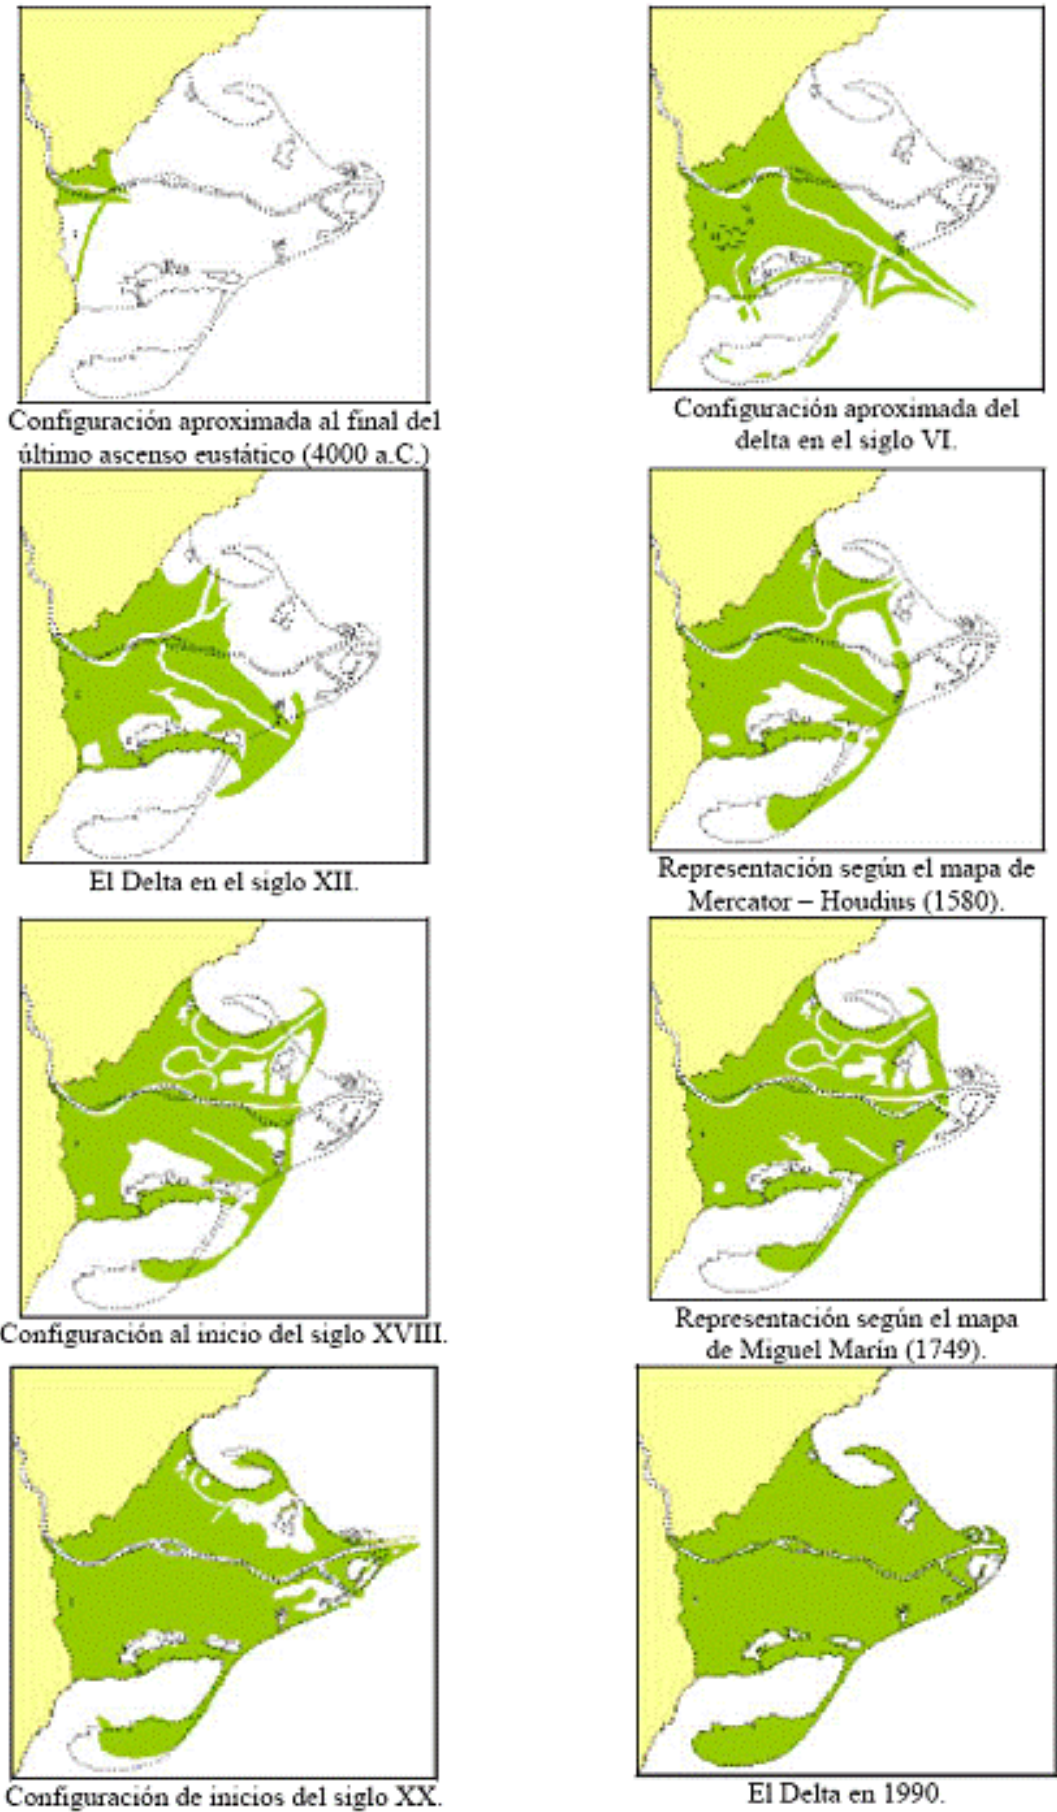 Configuración aproximada al final del
último ascenso eustático (4000 a.C.)
Configuración aproximada del
delta en el siglo VI.
El Delta en el siglo XII.
Representación según el mapa de
Mercator – Houdius (1580).
Configuración al inicio del siglo XVIII.
Representación según el mapa
de Miguel Marín (1749).
Configuración de inicios del siglo XX.
El Delta en 1990.